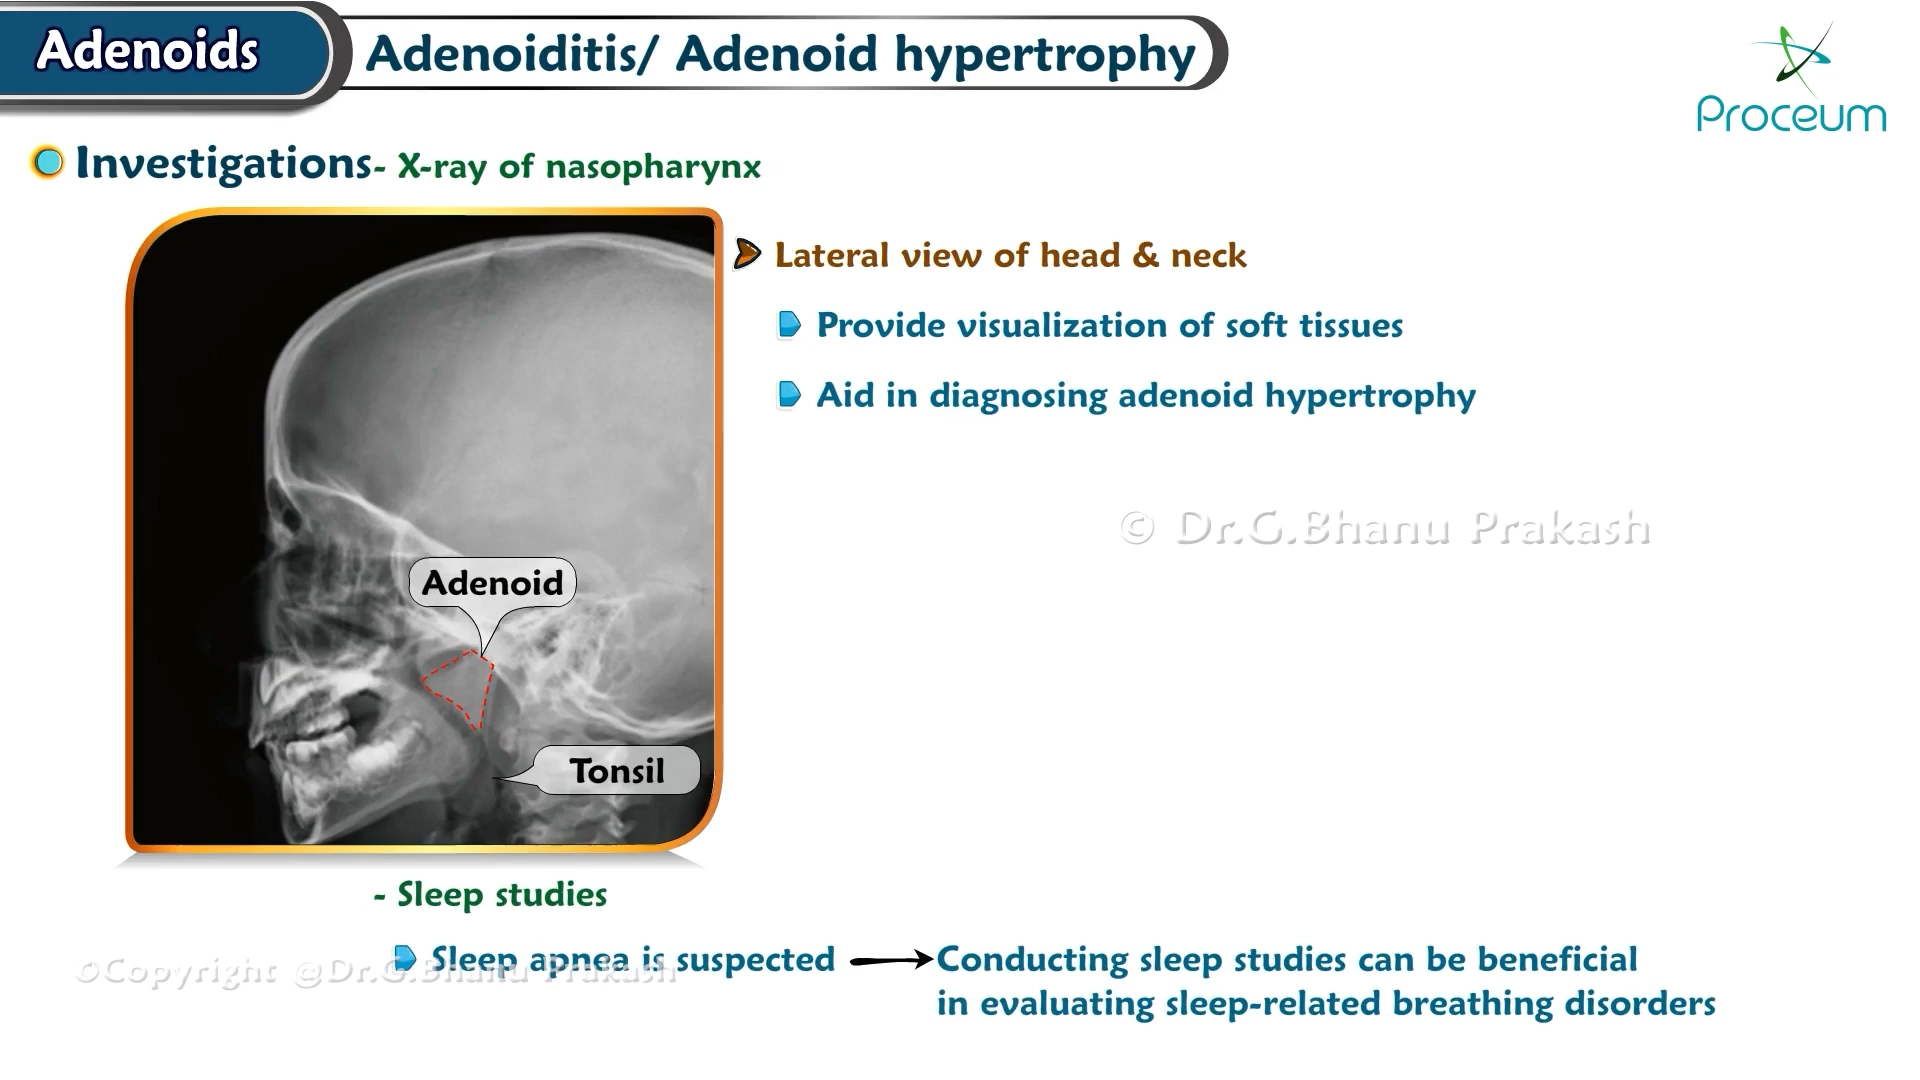 Adenoids
Adenoiditis/ Adenoid hypertrophy
Proceum
Investigations- X-ray of nasopharynx
Lateral view of head & neck
Provide visualization of soft tissues
Aid in diagnosing adenoid hypertrophy
© Dr.G.Bhanu Prakash
Adenoid
Tonsil
- Sleep studies
Sleep apnea is suspected
Conducting sleep studies can be beneficial
in evaluating sleep-related breathing disorders
©Copyright @Dr.G.Bhanu Prakash